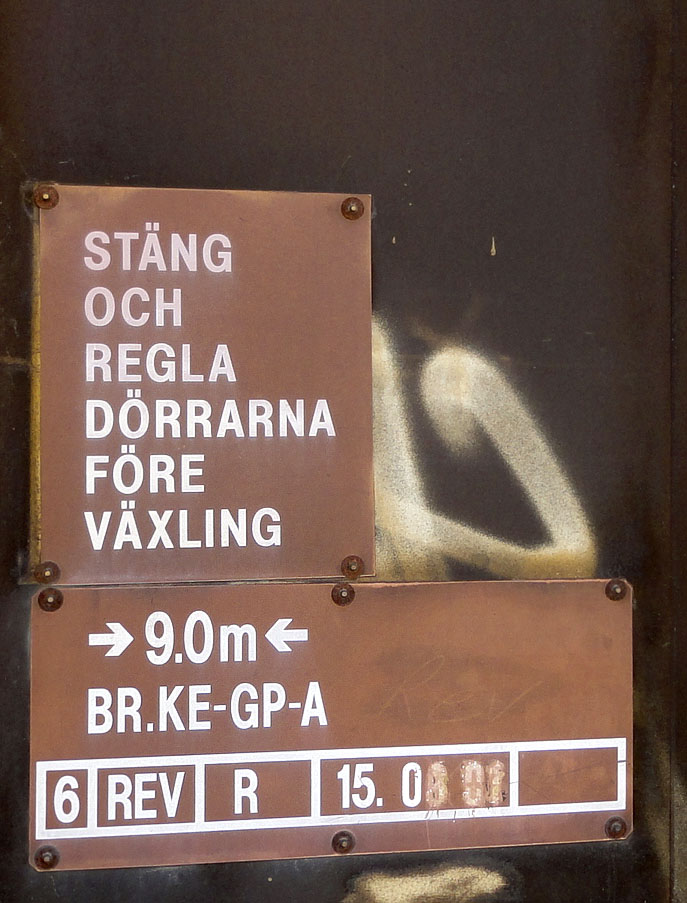 STÄNG
OCH
REGLA
DÖRRARNA
FÖRE
VÄXLING
→ 9.0m ←
BR.KE-GP-A
6 REV R 15. 0